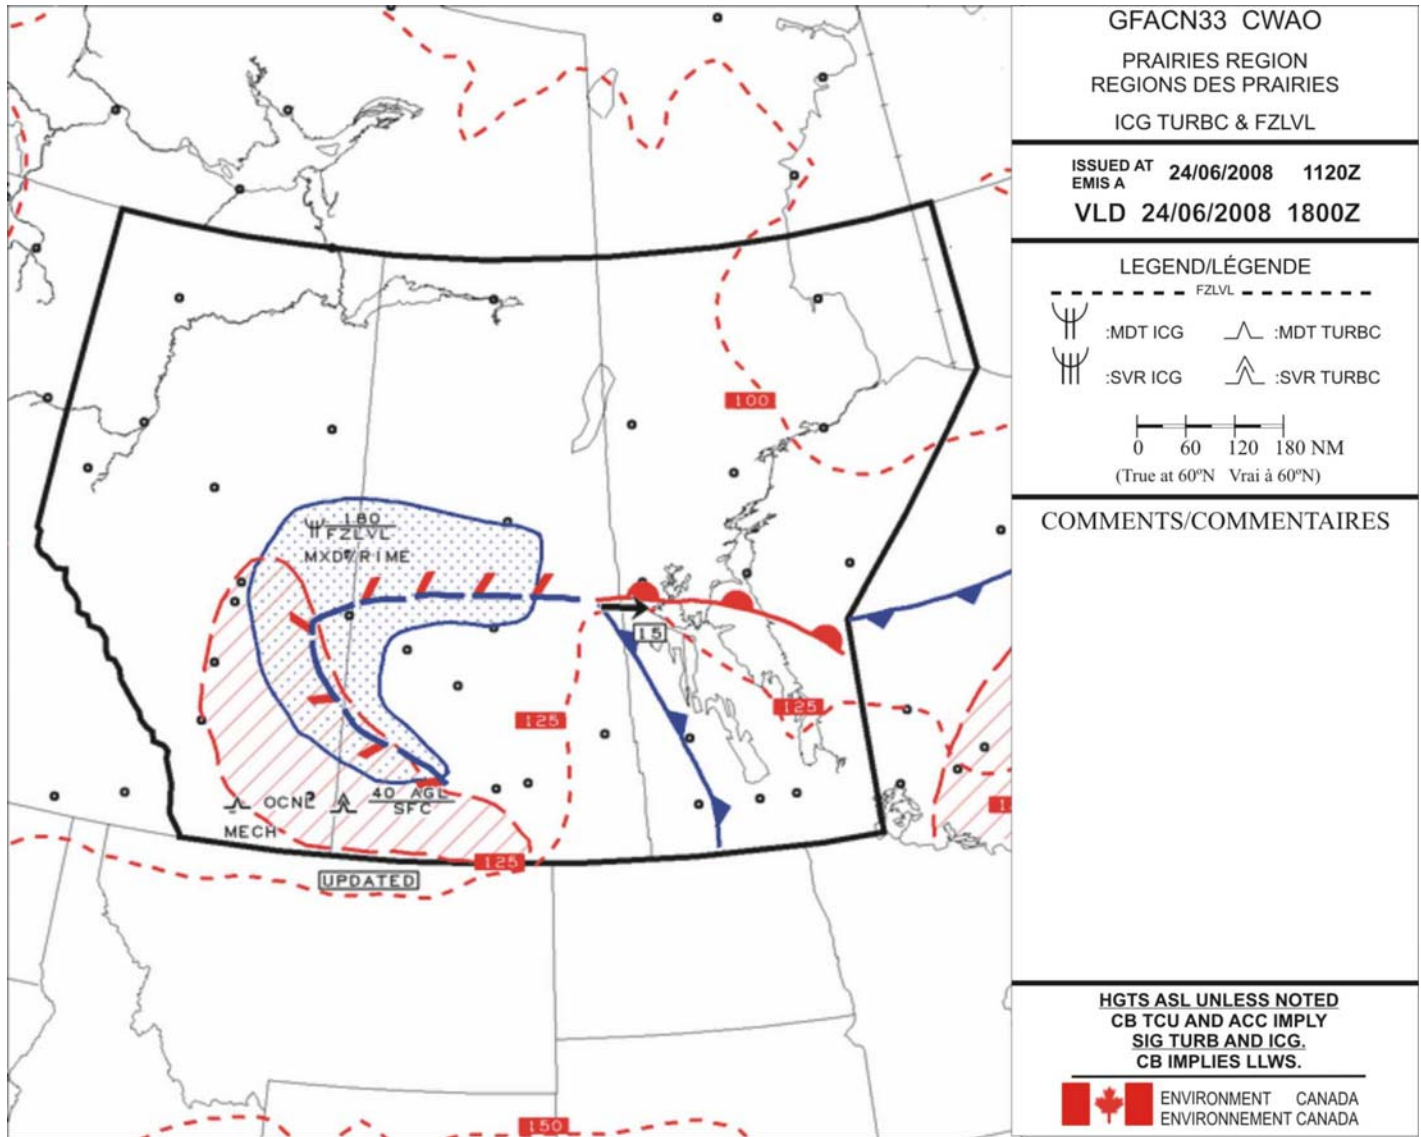 GFACN33 CWAO
PRAIRIES REGION
REGIONS DES PRAIRIES
ICG TURBC & FZLVL
ISSUED AT 24/06/2008 1120Z
EMIS A
VLD 24/06/2008 1800Z
LEGEND/LÉGENDE
FZLVL
:MDT ICG :MDT TURBC
:SVR ICG :SVR TURBC
0 60 120 180 NM
(True at 60ºN Vrai à 60ºN)
COMMENTS/COMMENTAIRES
HGTS ASL UNLESS NOTED
CB TCU AND ACC IMPLY
SIG TURB AND ICG.
CB IMPLIES LLWS.
ENVIRONMENT CANADA
ENVIRONNEMENT CANADA
100
180
FZLVL
MXD/RIME
15
125
125
40 AGL
OCNL SFC
MECH
125
UPDATED
150